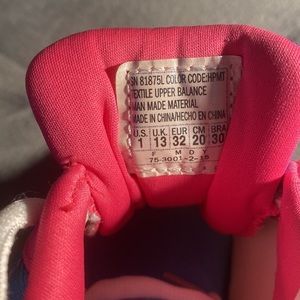 SN 81875L COLOR CODE:HPMT
TEXTILE UPPER BALANCE
MAN MADE MATERIAL
MADE IN CHINA/HECHO EN CHINA
U.S. U.K. EUR CM BRA
1 13 32 20 30
F M D Y
75-3001-2-15